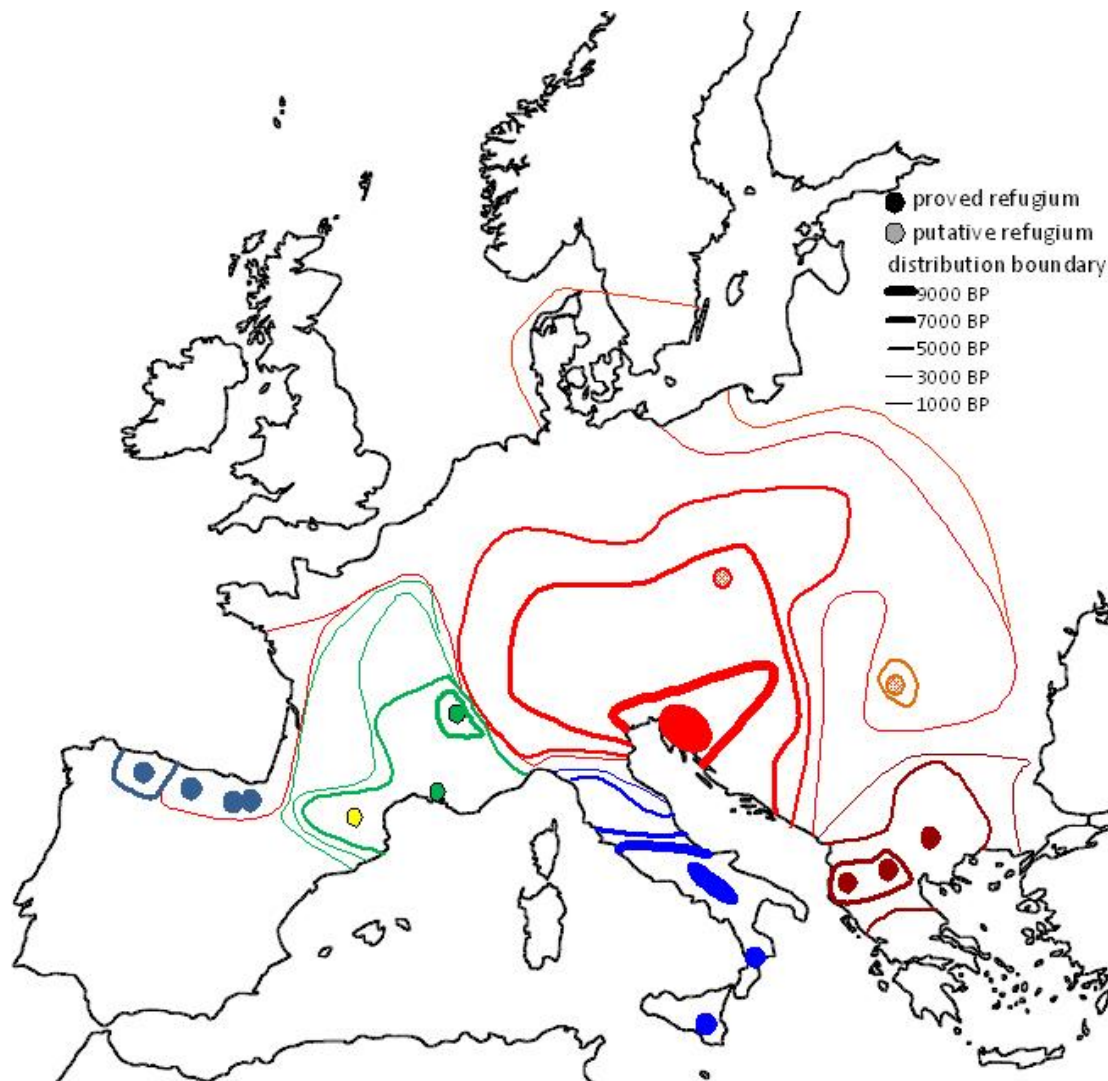 proved refugium
putative refugium
distribution boundary
9000 BP
7000 BP
5000 BP
3000 BP
1000 BP